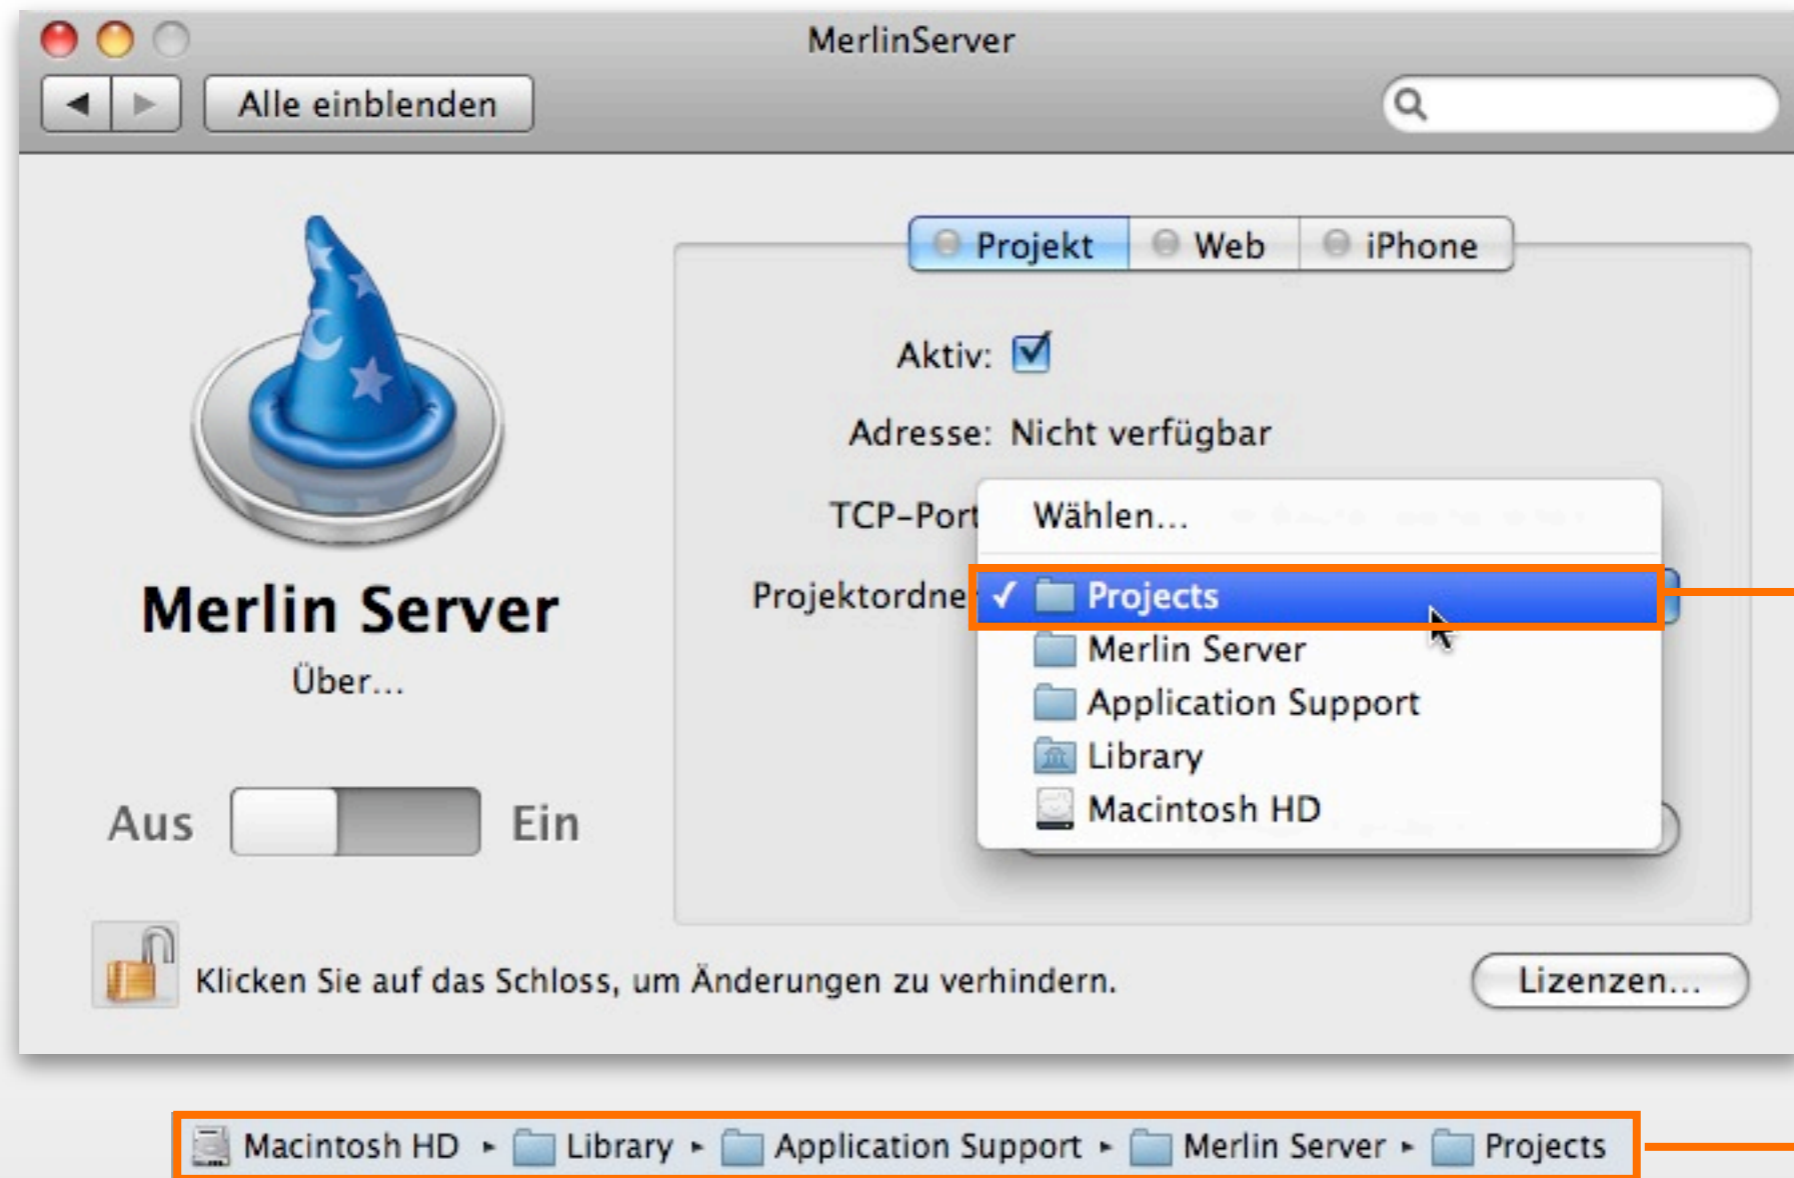 MerlinServer
Alle einblenden
Projekt Web iPhone
Aktiv:
Adresse: Nicht verfügbar
TCP-Port
Wählen...
Projektordne
Projects
Merlin Server
Application Support
Library
Macintosh HD
Merlin Server
Über...
Aus Ein
Klicken Sie auf das Schloss, um Änderungen zu verhindern.
Lizenzen...
Macintosh HD ▸ Library ▸ Application Support ▸ Merlin Server ▸ Projects